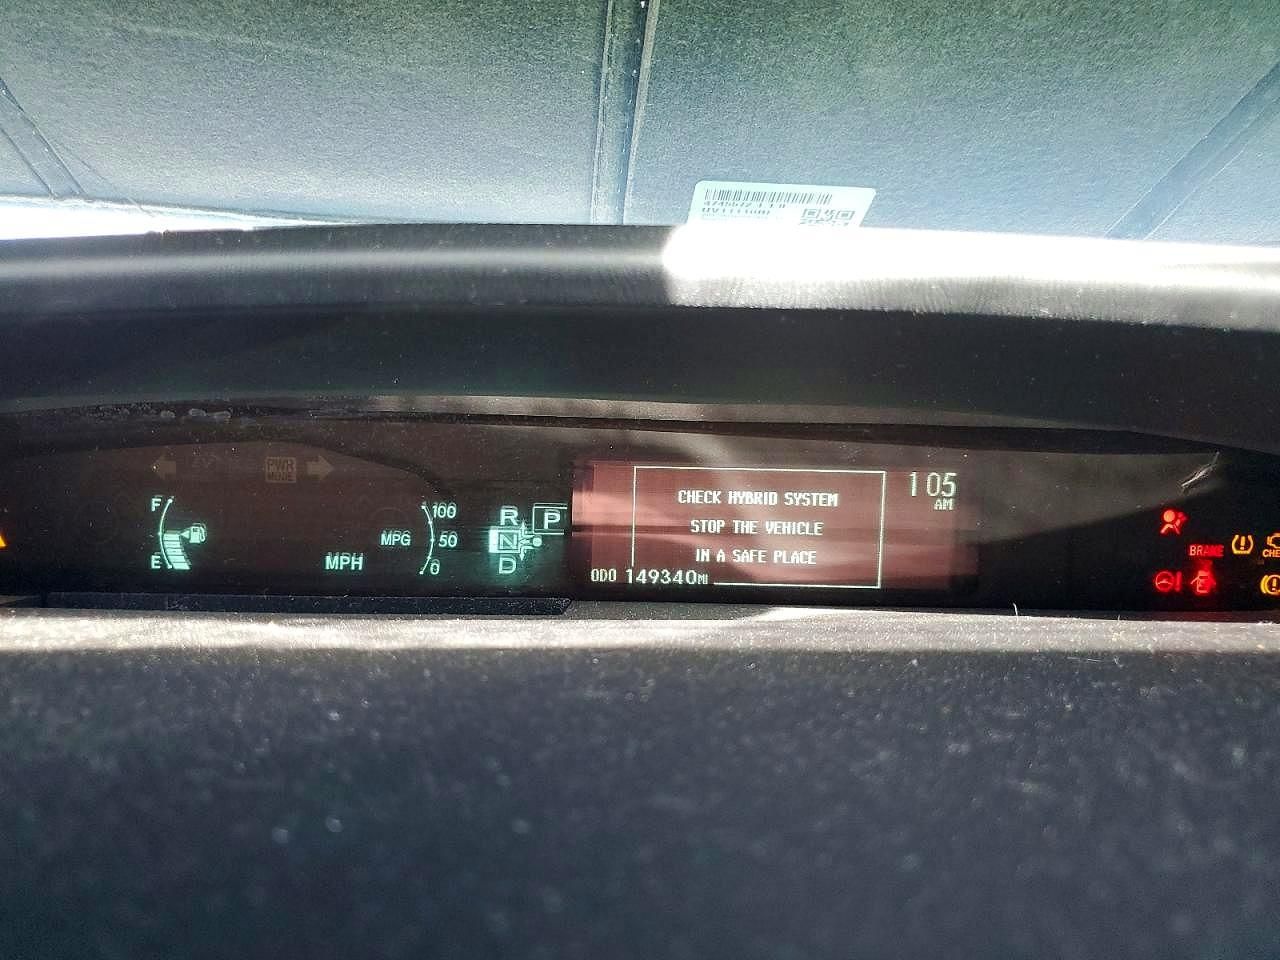 PWR
MODE
F
E
MPH
MPG
100
50
0
R
N
D
P
CHECK HYBRID SYSTEM
STOP THE VEHICLE
IN A SAFE PLACE
ODO 149340MI
1 05
AM
BRAKE
CHE